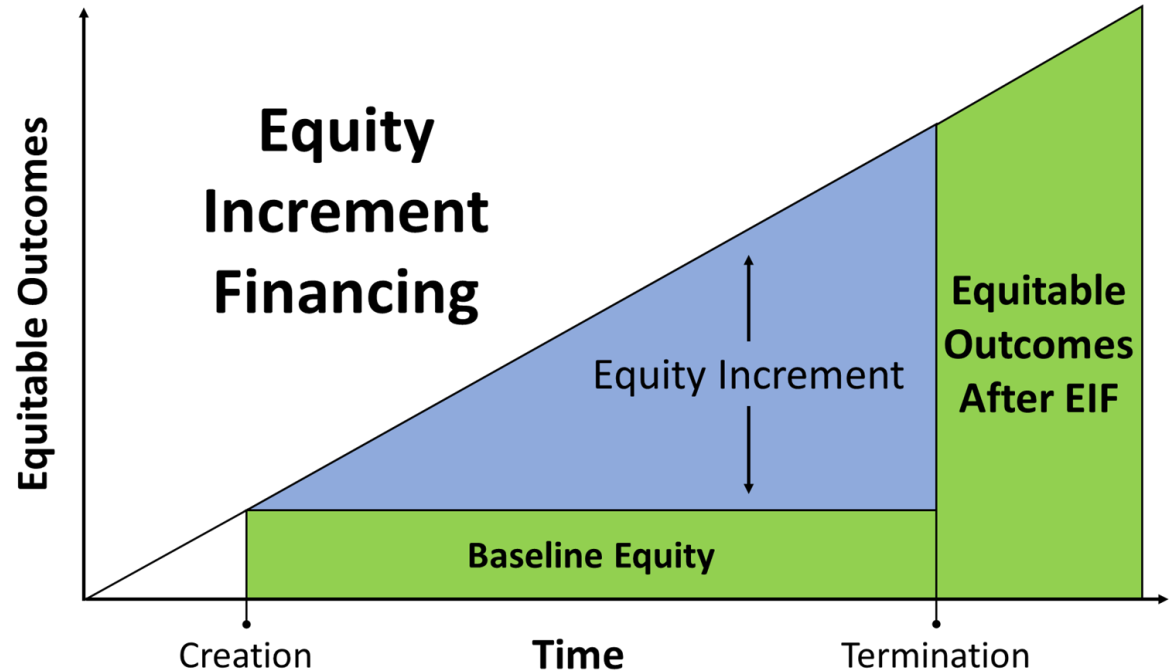 Equity
Increment
Financing
Equitable Outcomes
Equity Increment
Equitable
Outcomes
After EIF
Baseline Equity
Creation
Time
Termination